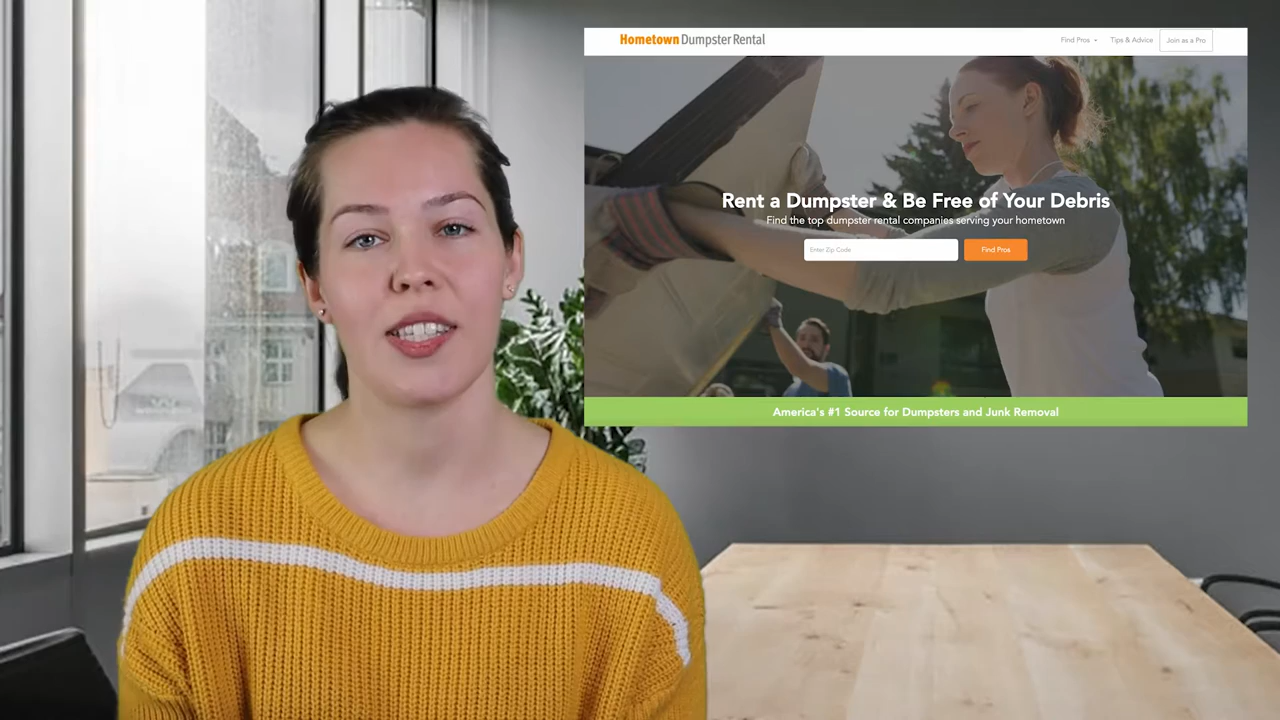 Hometown Dumpster Rental
Find Pros
Tips & Advice
Join as a Pro
Rent a Dumpster & Be Free of Your Debris
Find the top dumpster rental companies serving your hometown
Enter Zip Code
Find Pros
America's #1 Source for Dumpsters and Junk Removal